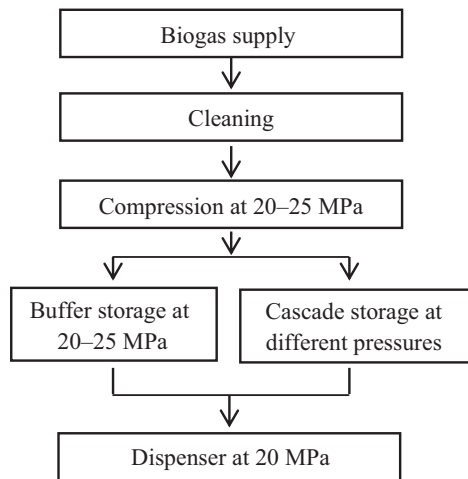 Biogas supply
Cleaning
Compression at 20–25 MPa
Buffer storage at
20–25 MPa
Cascade storage at
different pressures
Dispenser at 20 MPa